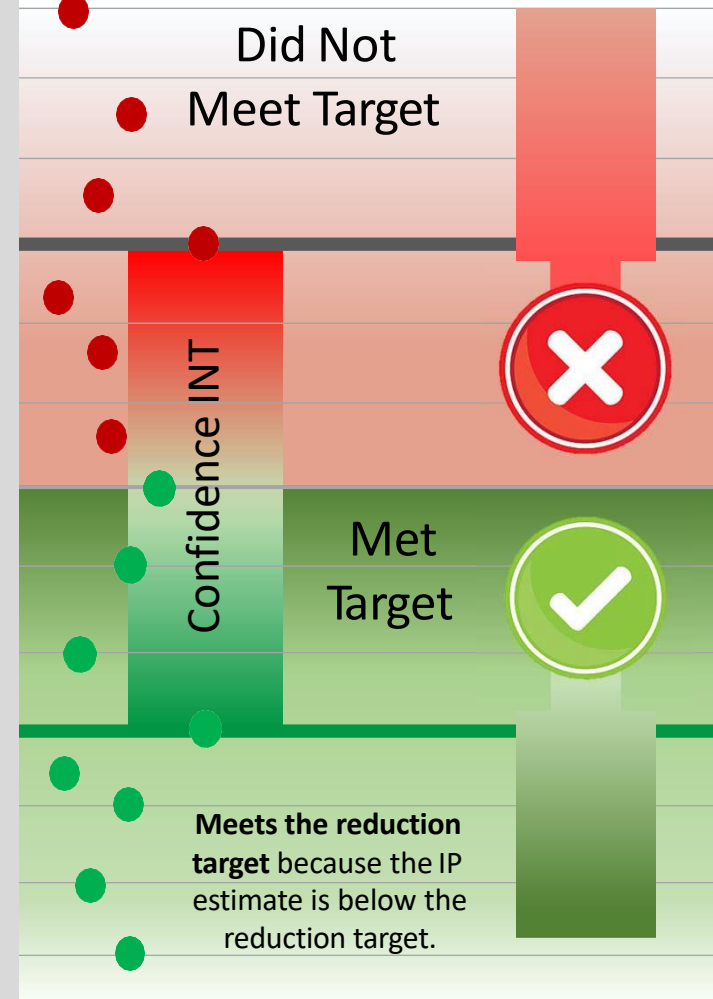 Did Not
Meet Target
Confidence INT
Met
Target
Meets the reduction
target because the IP
estimate is below the
reduction target.